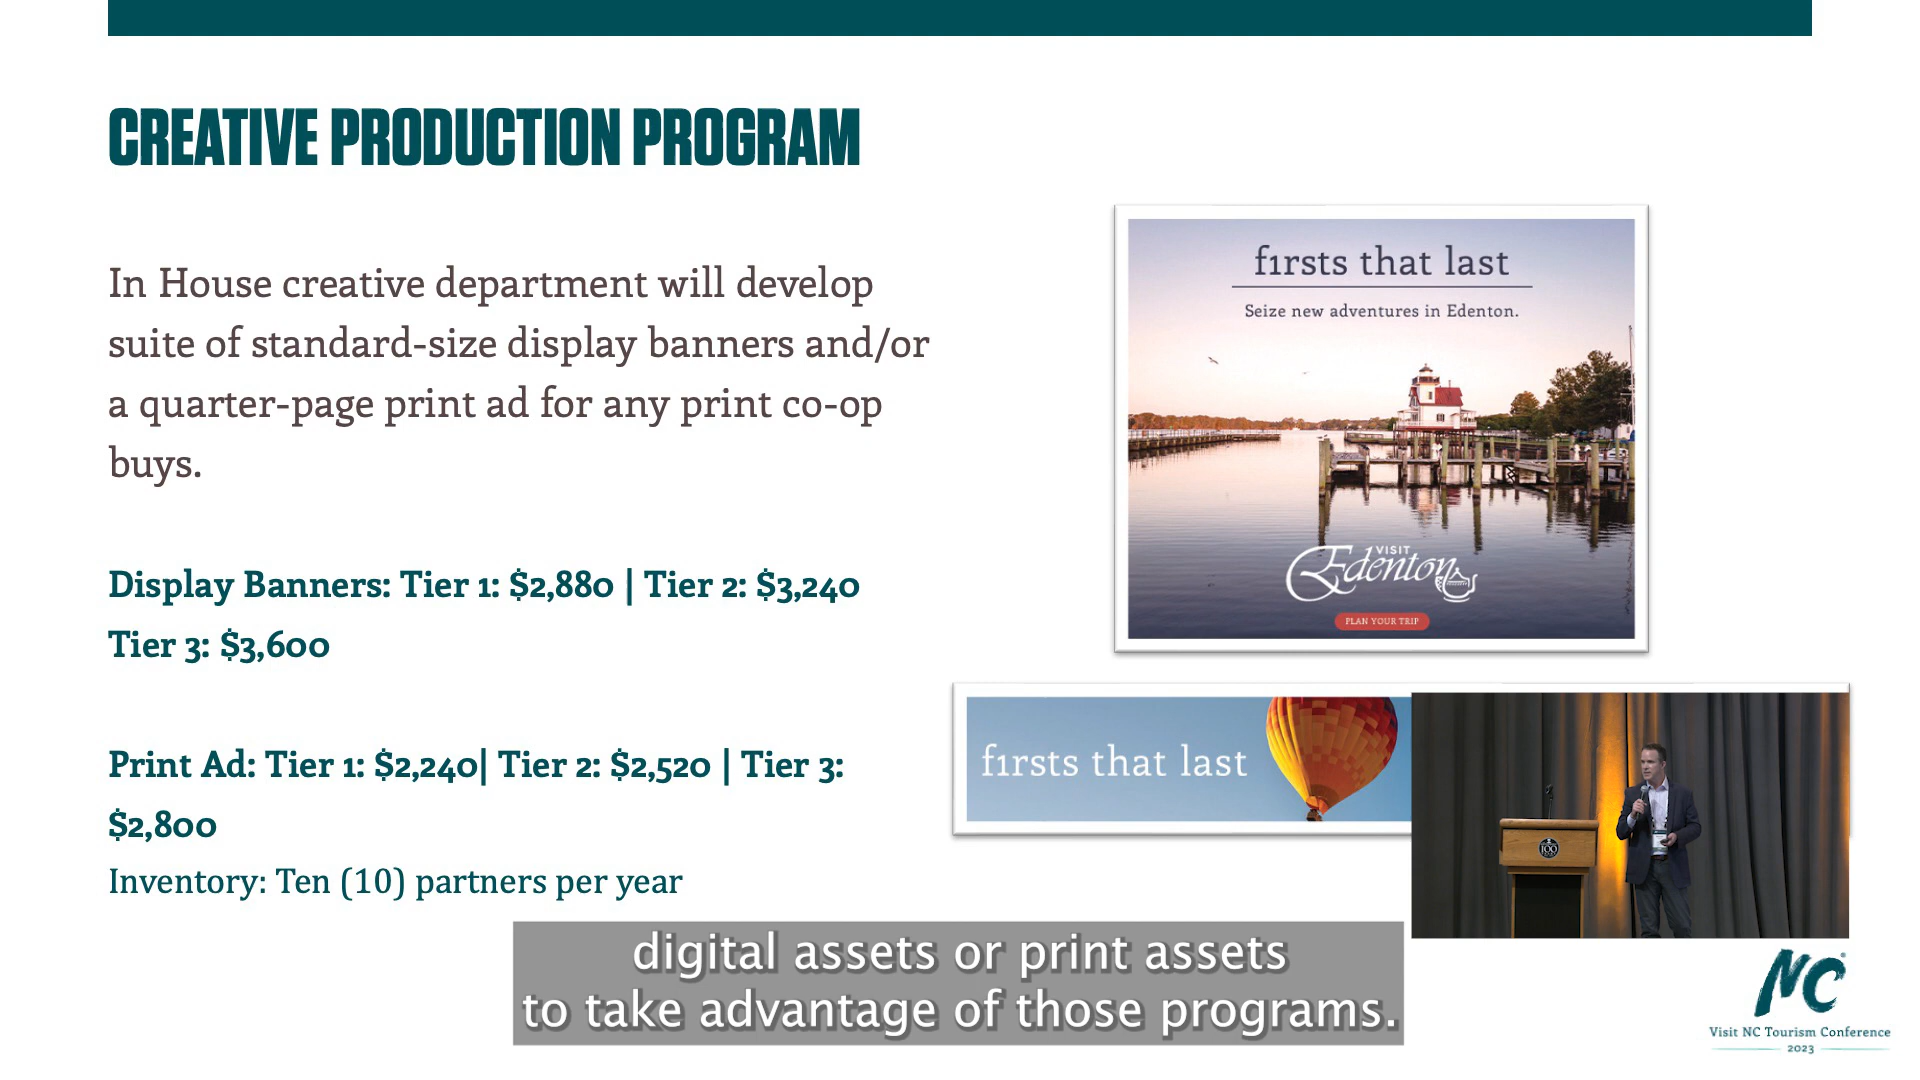 CREATIVE PRODUCTION PROGRAM
In House creative department will develop
suite of standard-size display banners and/or
a quarter-page print ad for any print co-op
buys.
Display Banners: Tier 1: $2,880 | Tier 2: $3,240
Tier 3: $3,600
Print Ad: Tier 1: $2,240| Tier 2: $2,520 | Tier 3:
$2,800
Inventory: Ten (10) partners per year
firsts that last
Seize new adventures in Edenton.
VISIT
Edenton
PLAN YOUR TRIP
firsts that last
100
digital assets or print assets
to take advantage of those programs.
NC
Visit NC Tourism Conference
2023